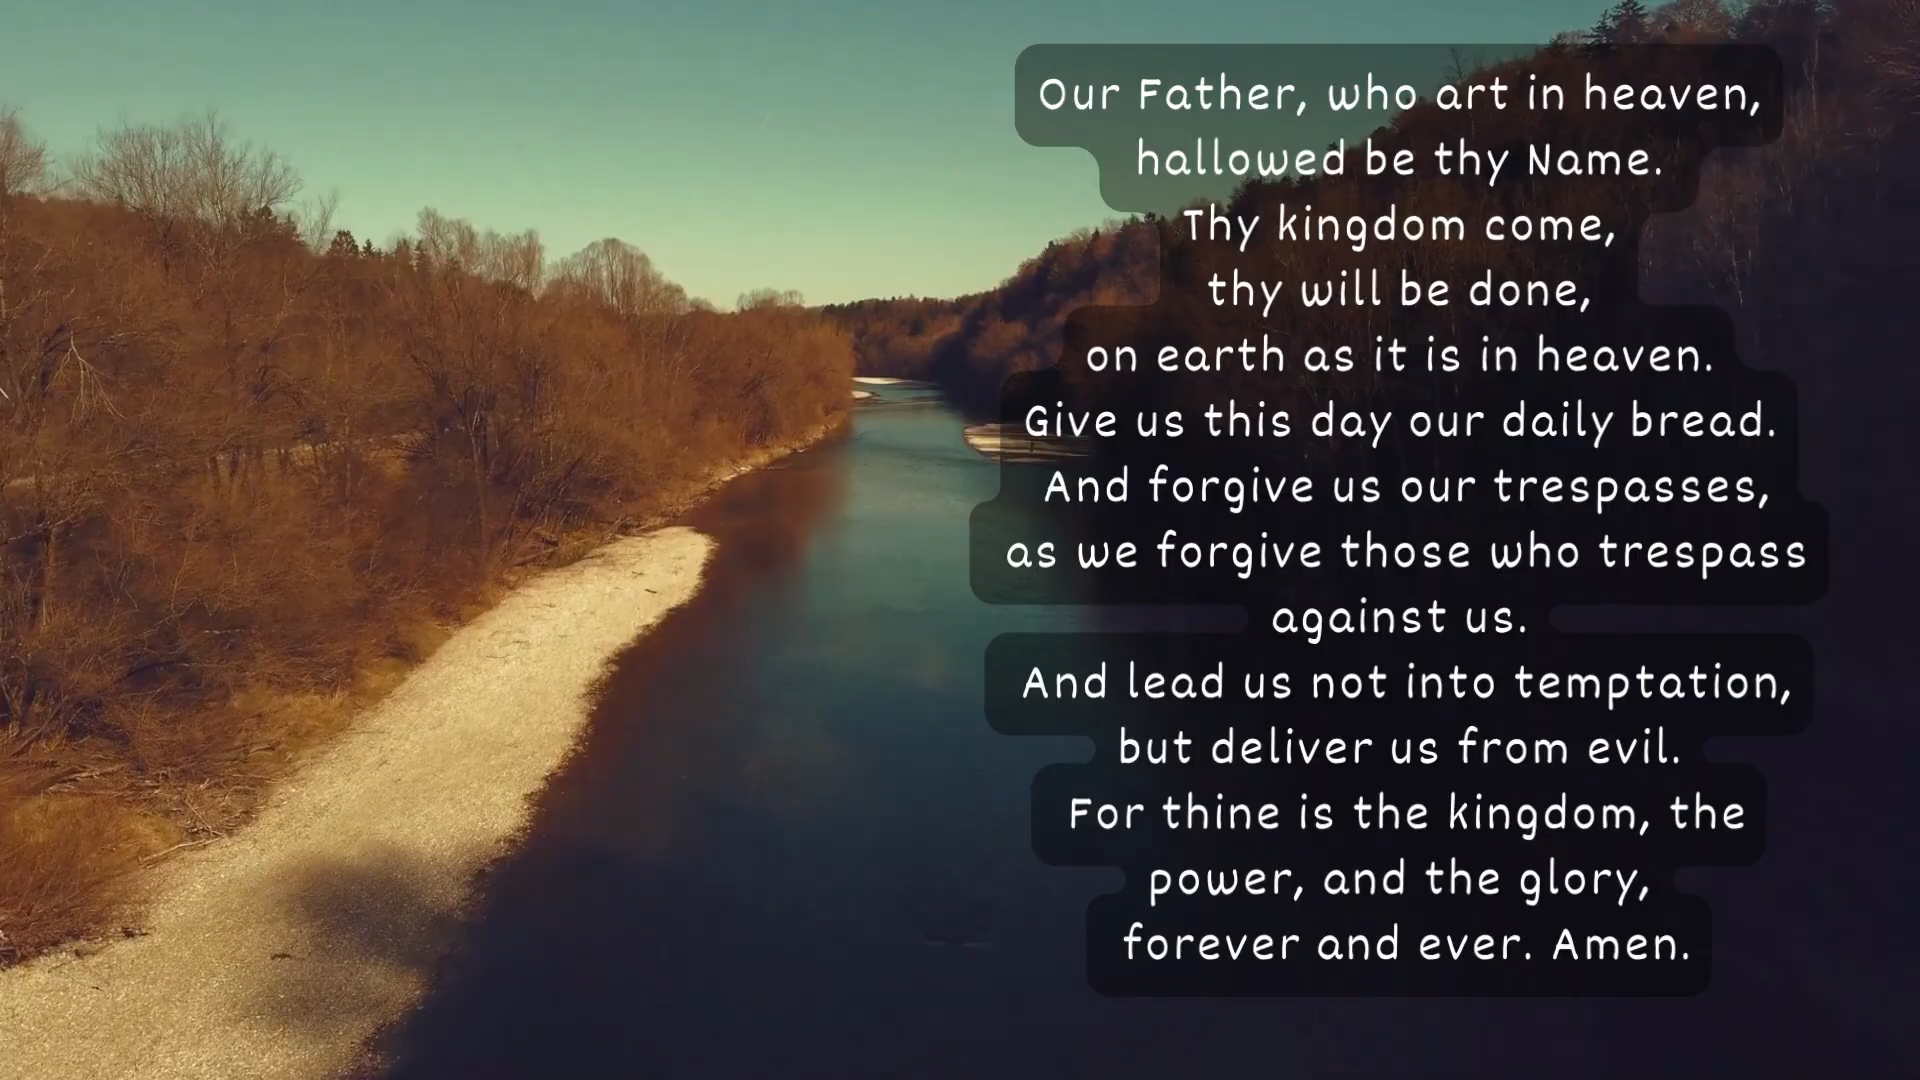 Our Father, who art in heaven,
hallowed be thy Name.
Thy kingdom come,
thy will be done,
on earth as it is in heaven.
Give us this day our daily bread.
And forgive us our trespasses,
as we forgive those who trespass
against us.
And lead us not into temptation,
but deliver us from evil.
For thine is the kingdom, the
power, and the glory,
forever and ever. Amen.